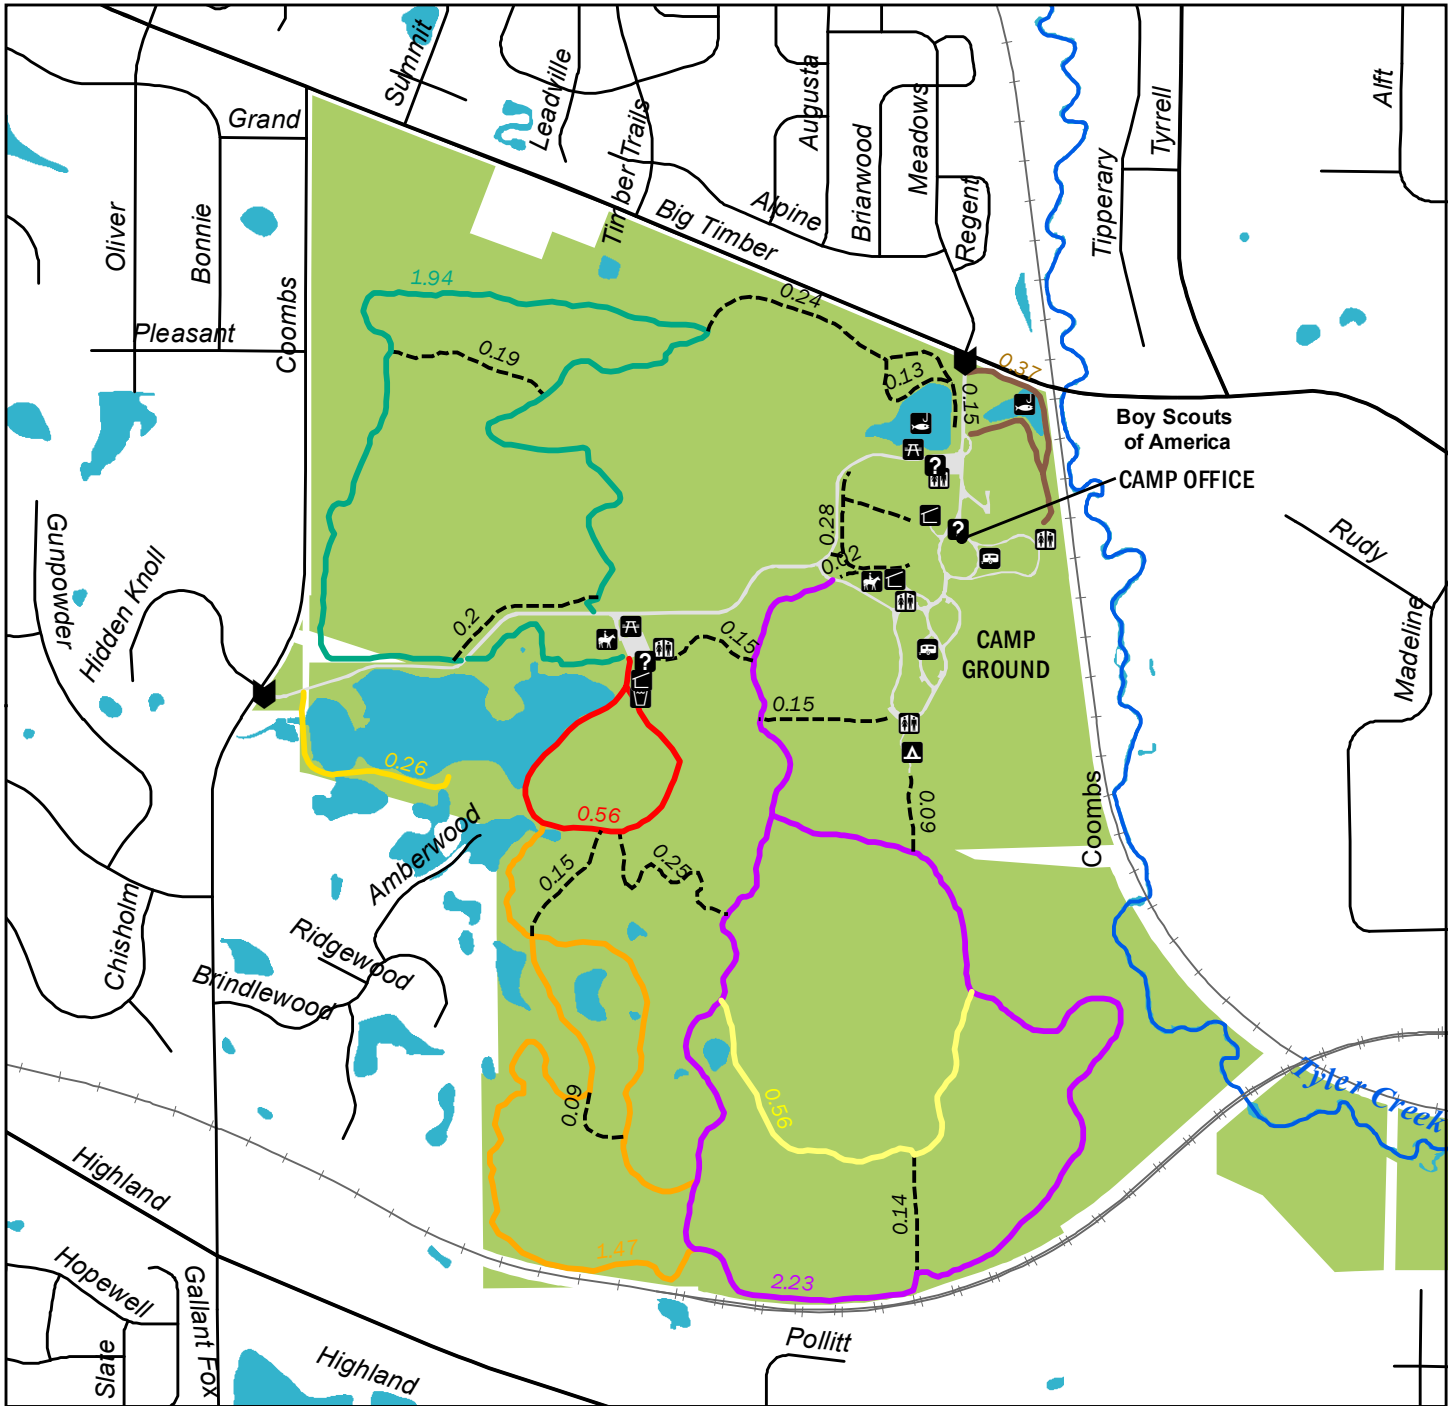 Summit
Leadville
Timber Trails
Augusta
Briarwood
Meadows
Regent
Alpine
Big Timber
Tipperary
Tyrrell
Alft
Grand
Oliver
Bonnie
Coombs
Pleasant
1.94
0.19
0.24
0.13
0.15
0.37
Boy Scouts
of America
CAMP OFFICE
?
?
0.28
0.02
Gunpowder
Hidden Knoll
Rudy
Madeline
0.2
0.15
?
CAMP
GROUND
0.15
0.26
0.56
0.09
Coombs
Amberwood
0.15
0.25
Chisholm
Ridgewood
Brindlewood
0.09
0.56
Tyler Creek
Highland
0.14
1.47
2.23
Hopewell
Slate
Gallant Fox
Highland
Pollitt